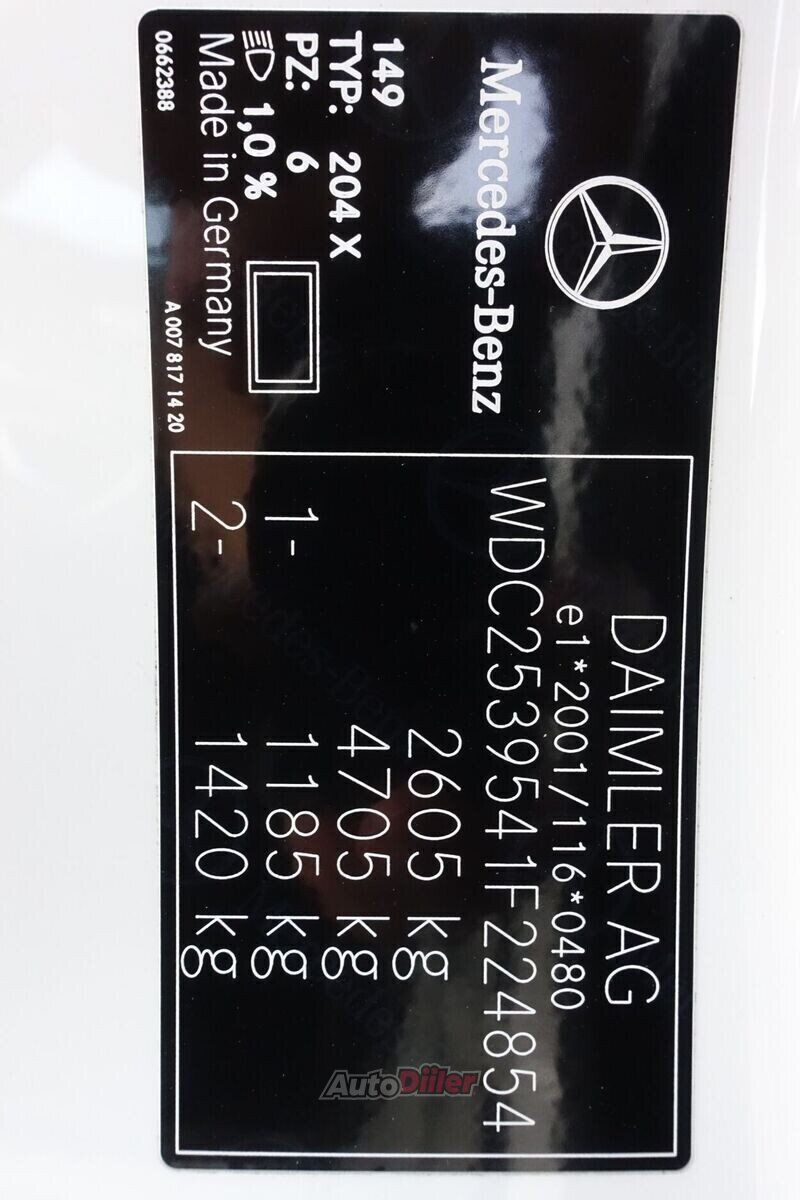 Mercedes-Benz
149
TYP: 204 X
PZ: 6
1,0 %
Made in Germany
0662388
A 007 817 14 20
DAIMLER AG
e1*2001/116*0480
WDC2539541F224854
2605 kg
4705 kg
1- 1185 kg
2- 1420 kg
AutoDiiler